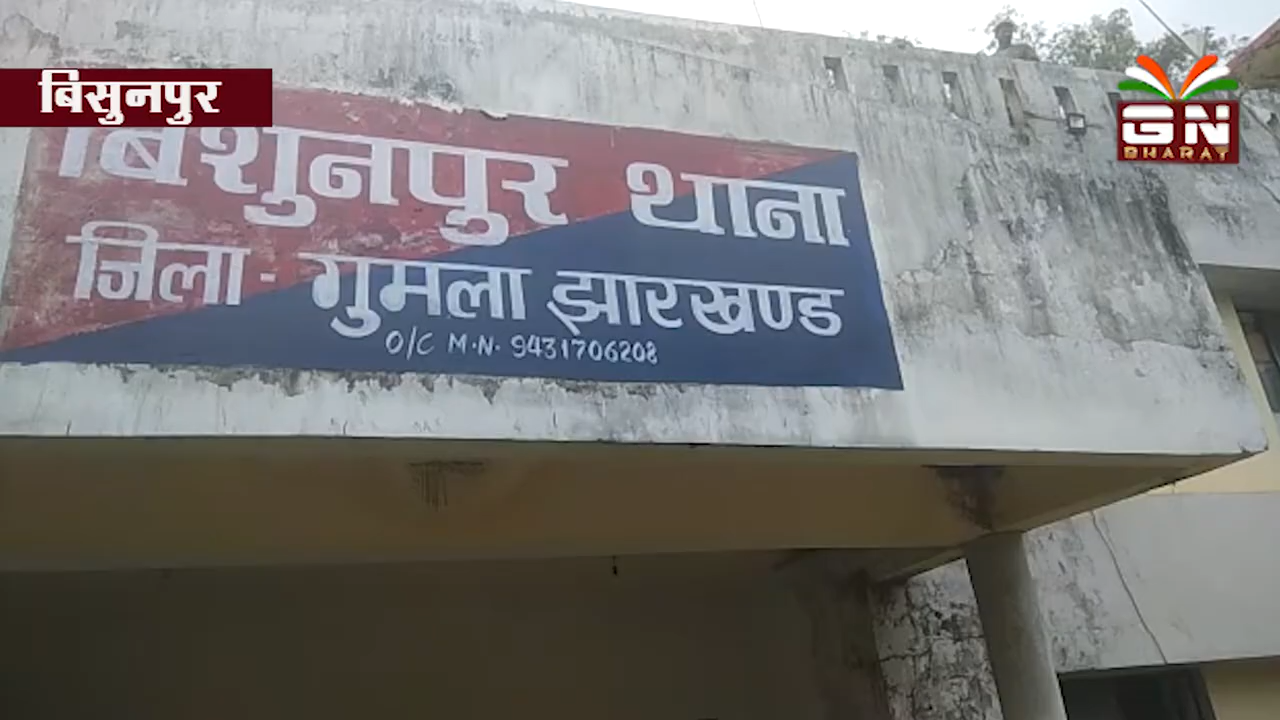 बिसुनपुर
GN
BHARAT
बिशुनपुर थाना
जिला - गुमला झारखण्ड
O/C M.N. 9431706208